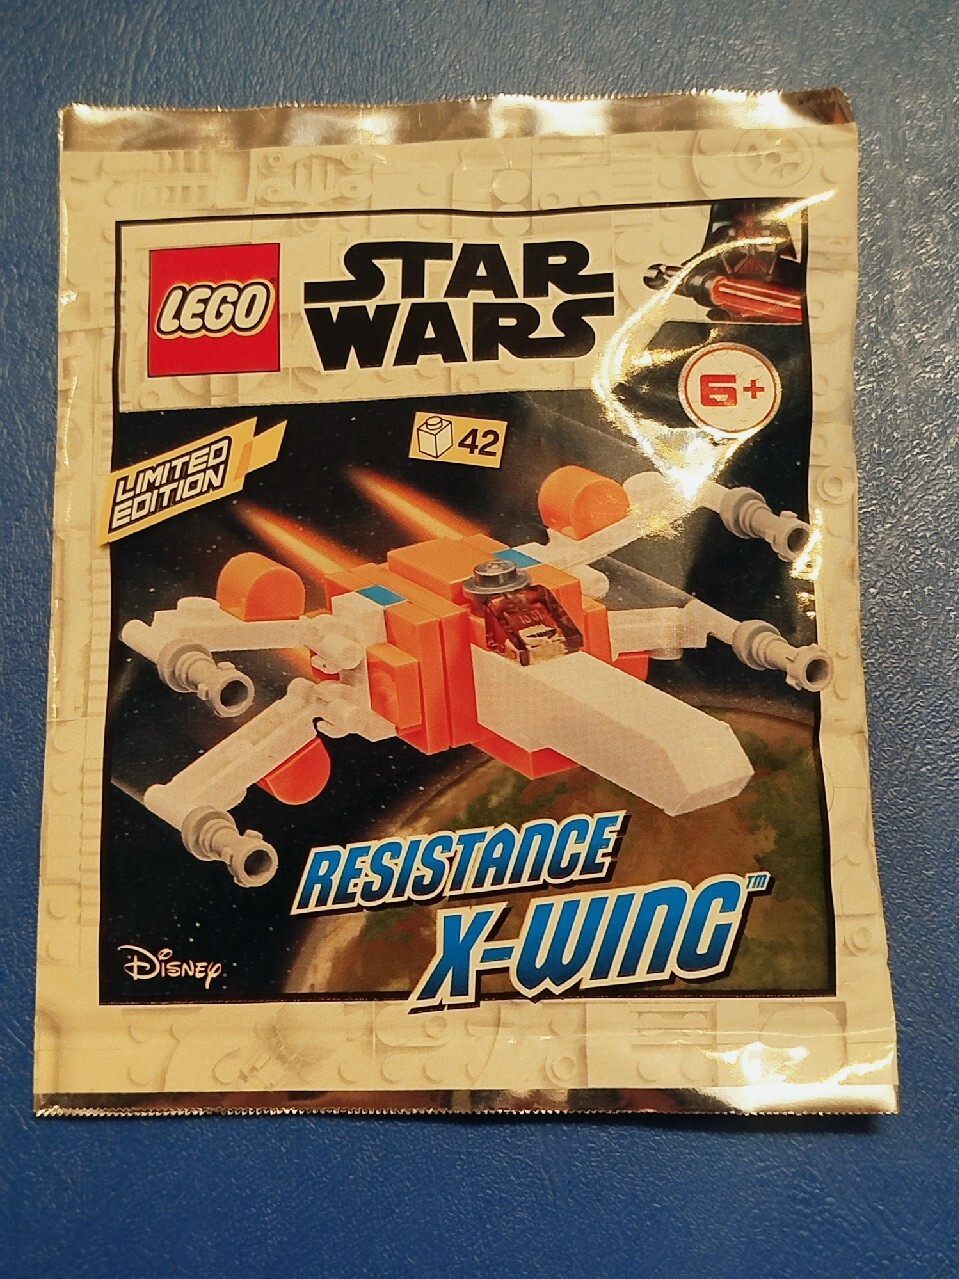 LEGO
STAR
WARS
6+
42
LIMITED
EDITION
RESISTANCE
X-WING™
Disney